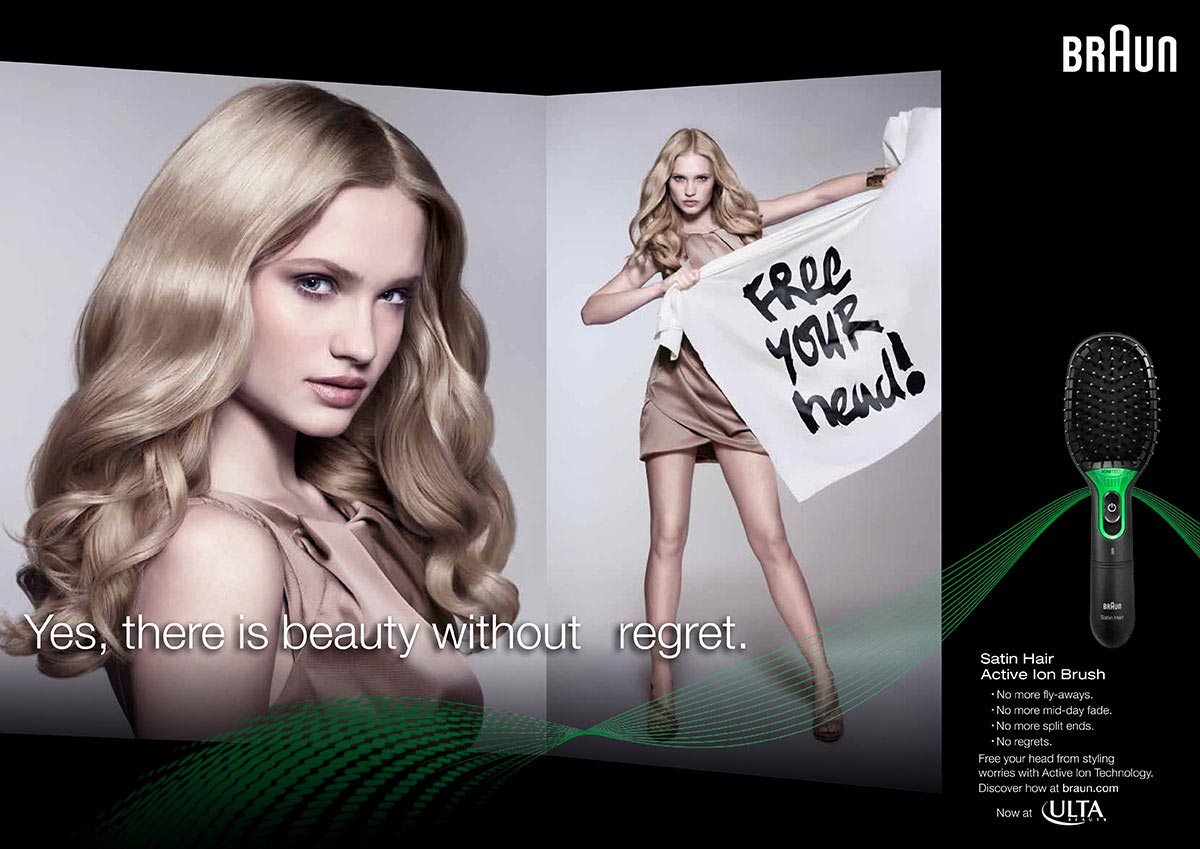 BRAUN
FREE
YOUR
head!
Yes, there is beauty without regret.
IONTEC
BRAUN
Satin Hair
Satin Hair
Active Ion Brush
· No more fly-aways.
· No more mid-day fade.
· No more split ends.
· No regrets.
Free your head from styling
worries with Active Ion Technology.
Discover how at braun.com
Now at ULTA
BEAUTY